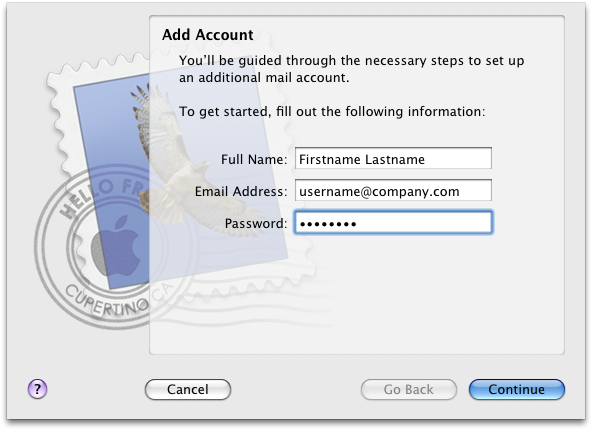 Add Account
You'll be guided through the necessary steps to set up
an additional mail account.
To get started, fill out the following information:
Full Name: Firstname Lastname
Email Address: username@company.com
Password: ••••••••
HELLO FR
CUPERTINO, CA
? Cancel Go Back Continue